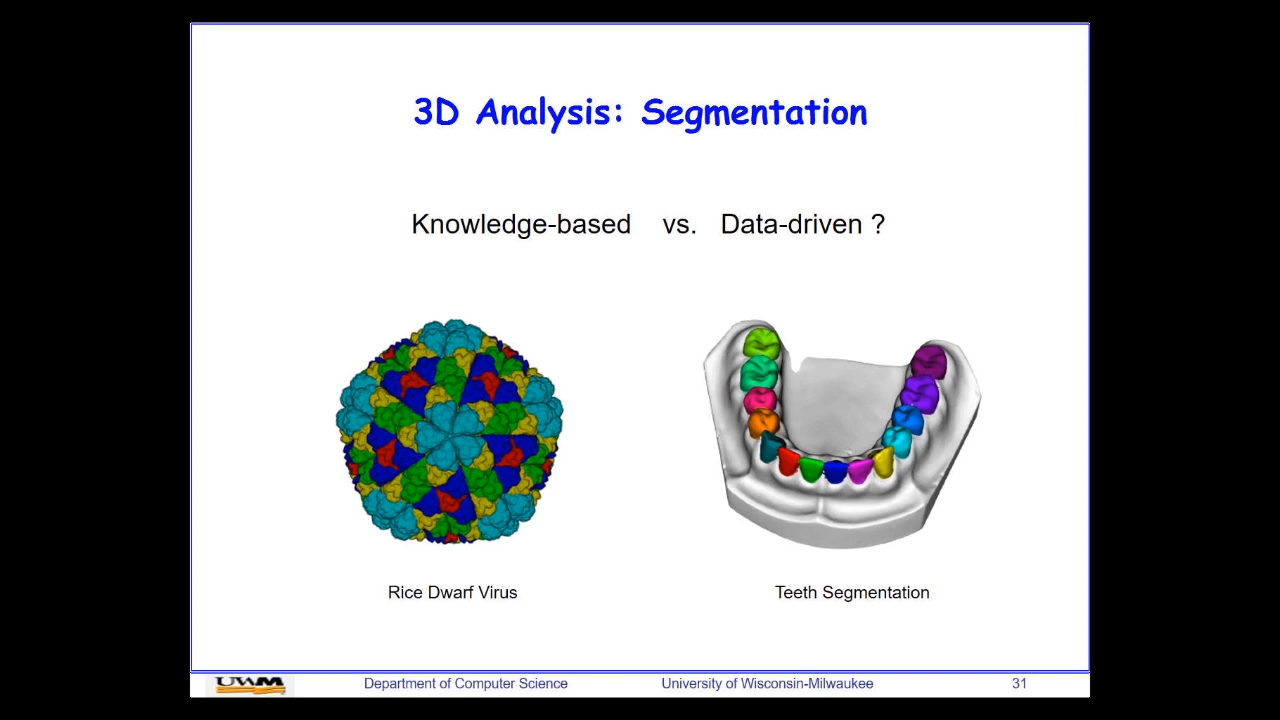 3D Analysis: Segmentation
Knowledge-based vs. Data-driven ?
Rice Dwarf Virus
Teeth Segmentation
UWM
Department of Computer Science
University of Wisconsin-Milwaukee
31